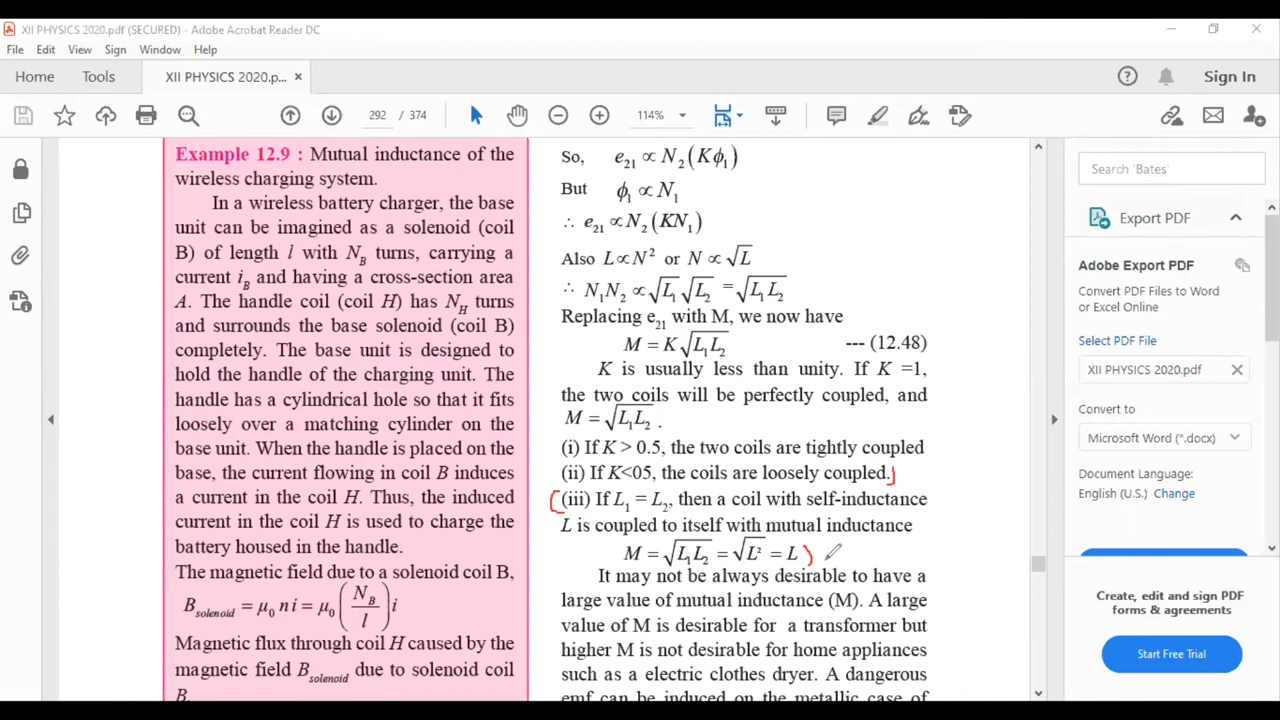 XII PHYSICS 2020.pdf (SECURED) - Adobe Acrobat Reader DC
File Edit View Sign Window Help
Home Tools XII PHYSICS 2020.p... ×
Sign In
292 / 374
114%
Example 12.9 : Mutual inductance of the
wireless charging system.
In a wireless battery charger, the base
unit can be imagined as a solenoid (coil
B) of length l with N_B turns, carrying a
current i_B and having a cross-section area
A. The handle coil (coil H) has N_H turns
and surrounds the base solenoid (coil B)
completely. The base unit is designed to
hold the handle of the charging unit. The
handle has a cylindrical hole so that it fits
loosely over a matching cylinder on the
base unit. When the handle is placed on the
base, the current flowing in coil B induces
a current in the coil H. Thus, the induced
current in the coil H is used to charge the
battery housed in the handle.
The magnetic field due to a solenoid coil B,
B_solenoid = μ₀ ni = μ₀ (N_B / l) i
Magnetic flux through coil H caused by the
magnetic field B_solenoid due to solenoid coil
B.
So, e₂₁ ∝ N₂ (Kϕ₁)
But ϕ₁ ∝ N₁
∴ e₂₁ ∝ N₂ (KN₁)
Also L ∝ N² or N ∝ √L
∴ N₁N₂ ∝ √L₁ √L₂ = √L₁L₂
Replacing e₂₁ with M, we now have
M = K√L₁L₂ --- (12.48)
K is usually less than unity. If K =1,
the two coils will be perfectly coupled, and
M = √L₁L₂ .
(i) If K > 0.5, the two coils are tightly coupled
(ii) If K<05, the coils are loosely coupled.
(iii) If L₁ = L₂, then a coil with self-inductance
L is coupled to itself with mutual inductance
M = √L₁L₂ = √L² = L
It may not be always desirable to have a
large value of mutual inductance (M). A large
value of M is desirable for a transformer but
higher M is not desirable for home appliances
such as a electric clothes dryer. A dangerous
emf can be induced on the metallic case of
Search 'Bates'
Export PDF
Adobe Export PDF
Convert PDF Files to Word
or Excel Online
Select PDF File
XII PHYSICS 2020.pdf ×
Convert to
Microsoft Word (*.docx)
Document Language:
English (U.S.) Change
Create, edit and sign PDF
forms & agreements
Start Free Trial